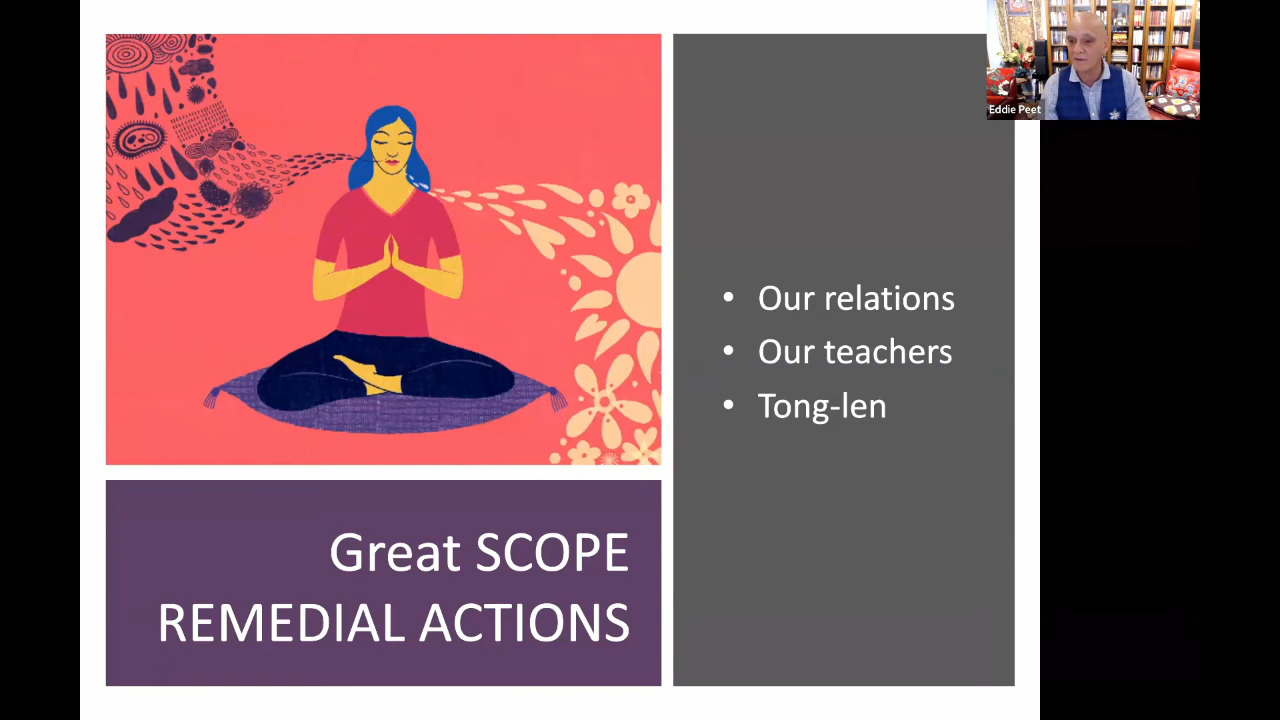 Eddie Peet
• Our relations
• Our teachers
• Tong-len
Great SCOPE
REMEDIAL ACTIONS